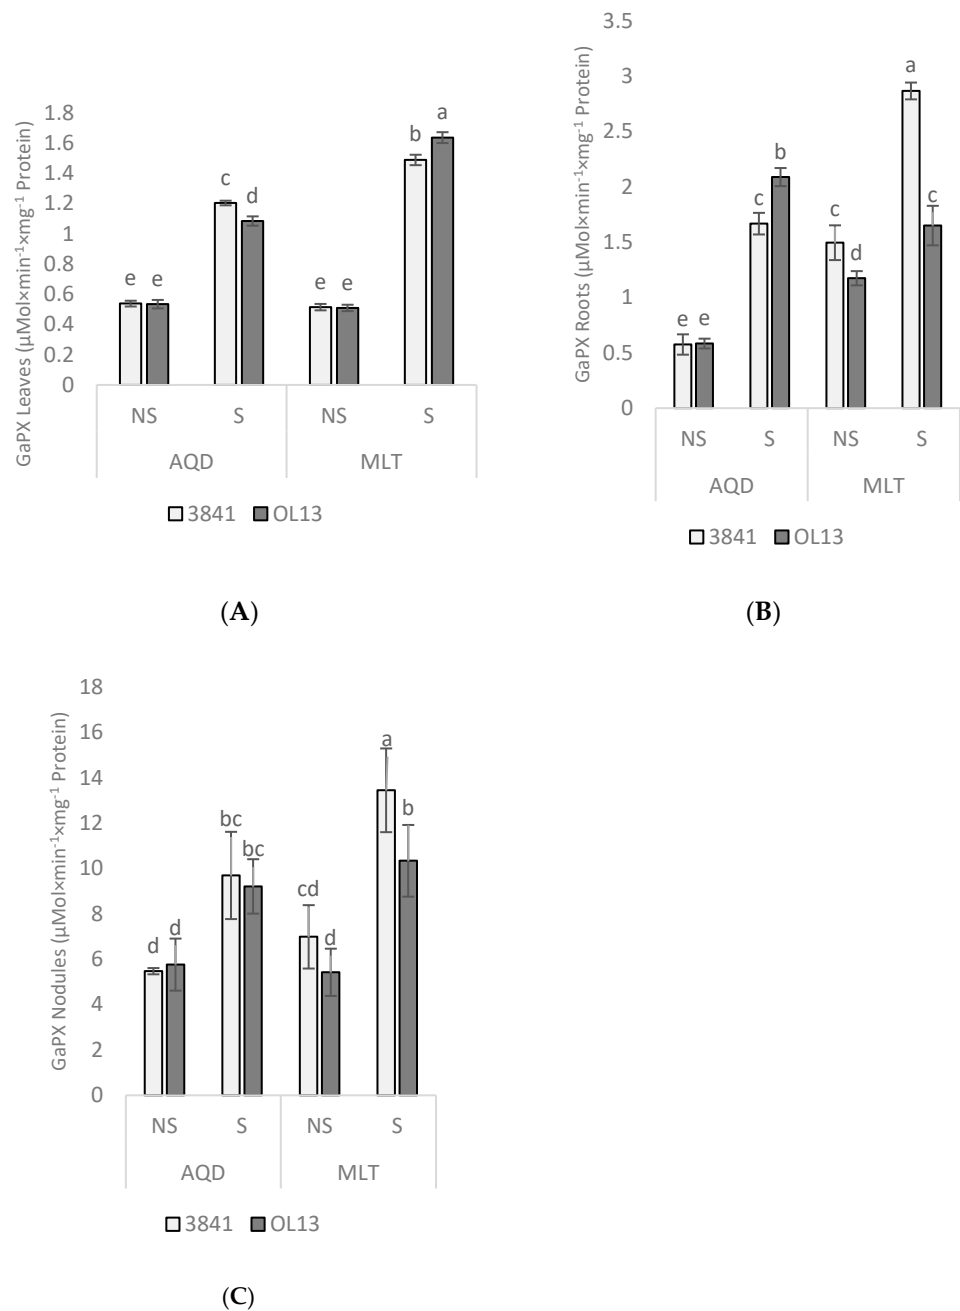 GaPX Leaves (µMol×min⁻¹×mg⁻¹ Protein)
1.8
1.6
1.4
1.2
1
0.8
0.6
0.4
0.2
0
e e c d e e b a
NS S NS S
AQD MLT
3841 OL13
(A)
GaPX Roots (µMol×min⁻¹×mg⁻¹ Protein)
3.5
3
2.5
2
1.5
1
0.5
0
e e c b c d a c
NS S NS S
AQD MLT
3841 OL13
(B)
GaPX Nodules (µMol×min⁻¹×mg⁻¹ Protein)
18
16
14
12
10
8
6
4
2
0
d d bc bc cd d a b
NS S NS S
AQD MLT
3841 OL13
(C)